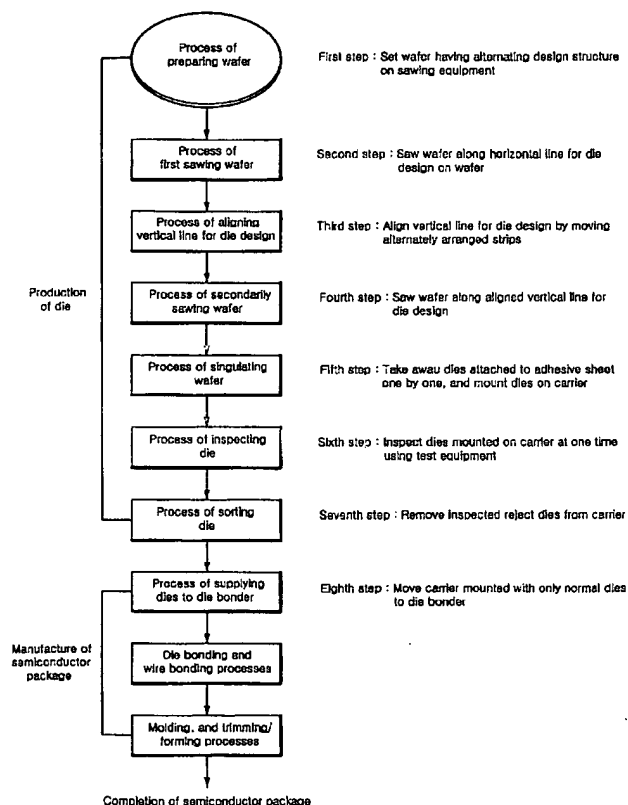 Process of
preparing wafer
First step : Set wafer having alternating design structure
on sawing equipment
Process of
first sawing wafer
Second step : Saw wafer along horizontal line for die
design on wafer
Process of aligning
vertical line for die design
Third step : Align vertical line for die design by moving
alternately arranged strips
Production
of die
Process of secondarily
sawing wafer
Fourth step : Saw wafer along aligned vertical line for
die design
Process of singulating
wafer
Fifth step : Take awau dies attached to adhesive sheet
one by one, and mount dies on carrier
Process of inspecting
die
Sixth step : Inspect dies mounted on carrier at one time
using test equipment
Process of sorting
die
Seventh step : Remove inspected reject dies from carrier
Process of supplying
dies to die bonder
Eighth step : Move carrier mounted with only normal dies
to die bonder
Manufacture of
semiconductor
package
Die bonding and
wire bonding processes
Molding, and trimming/
forming processes
Completion of semiconductor package